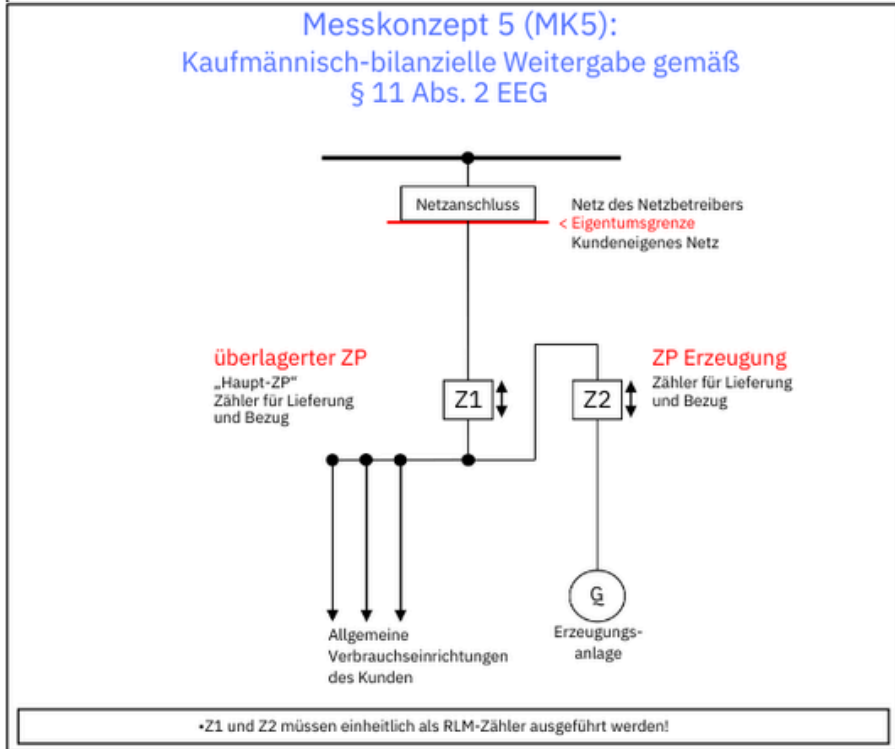 Messkonzept 5 (MK5):
Kaufmännisch-bilanzielle Weitergabe gemäß
§ 11 Abs. 2 EEG
Netzanschluss
Netz des Netzbetreibers
< Eigentumsgrenze
Kundeneigenes Netz
überlagerter ZP
„Haupt-ZP“
Zähler für Lieferung
und Bezug
Z1
Z2
ZP Erzeugung
Zähler für Lieferung
und Bezug
Allgemeine
Verbrauchseinrichtungen
des Kunden
G
Erzeugungs-
anlage
•Z1 und Z2 müssen einheitlich als RLM-Zähler ausgeführt werden!